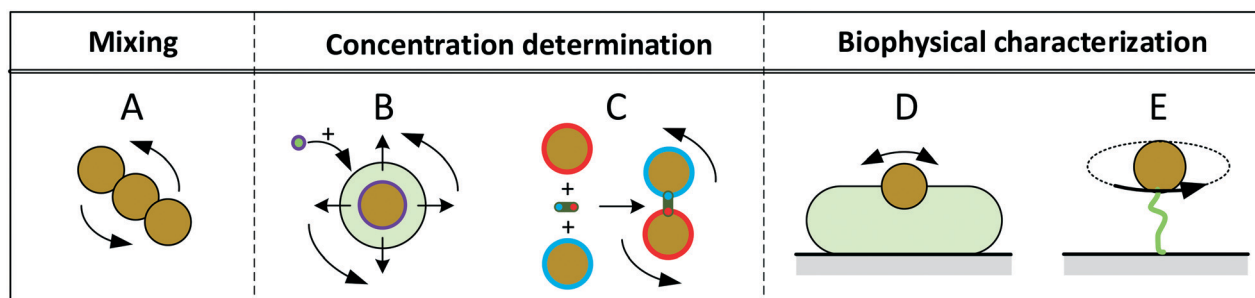 Mixing
Concentration determination
Biophysical characterization
A
B
C
D
E
+
+
+